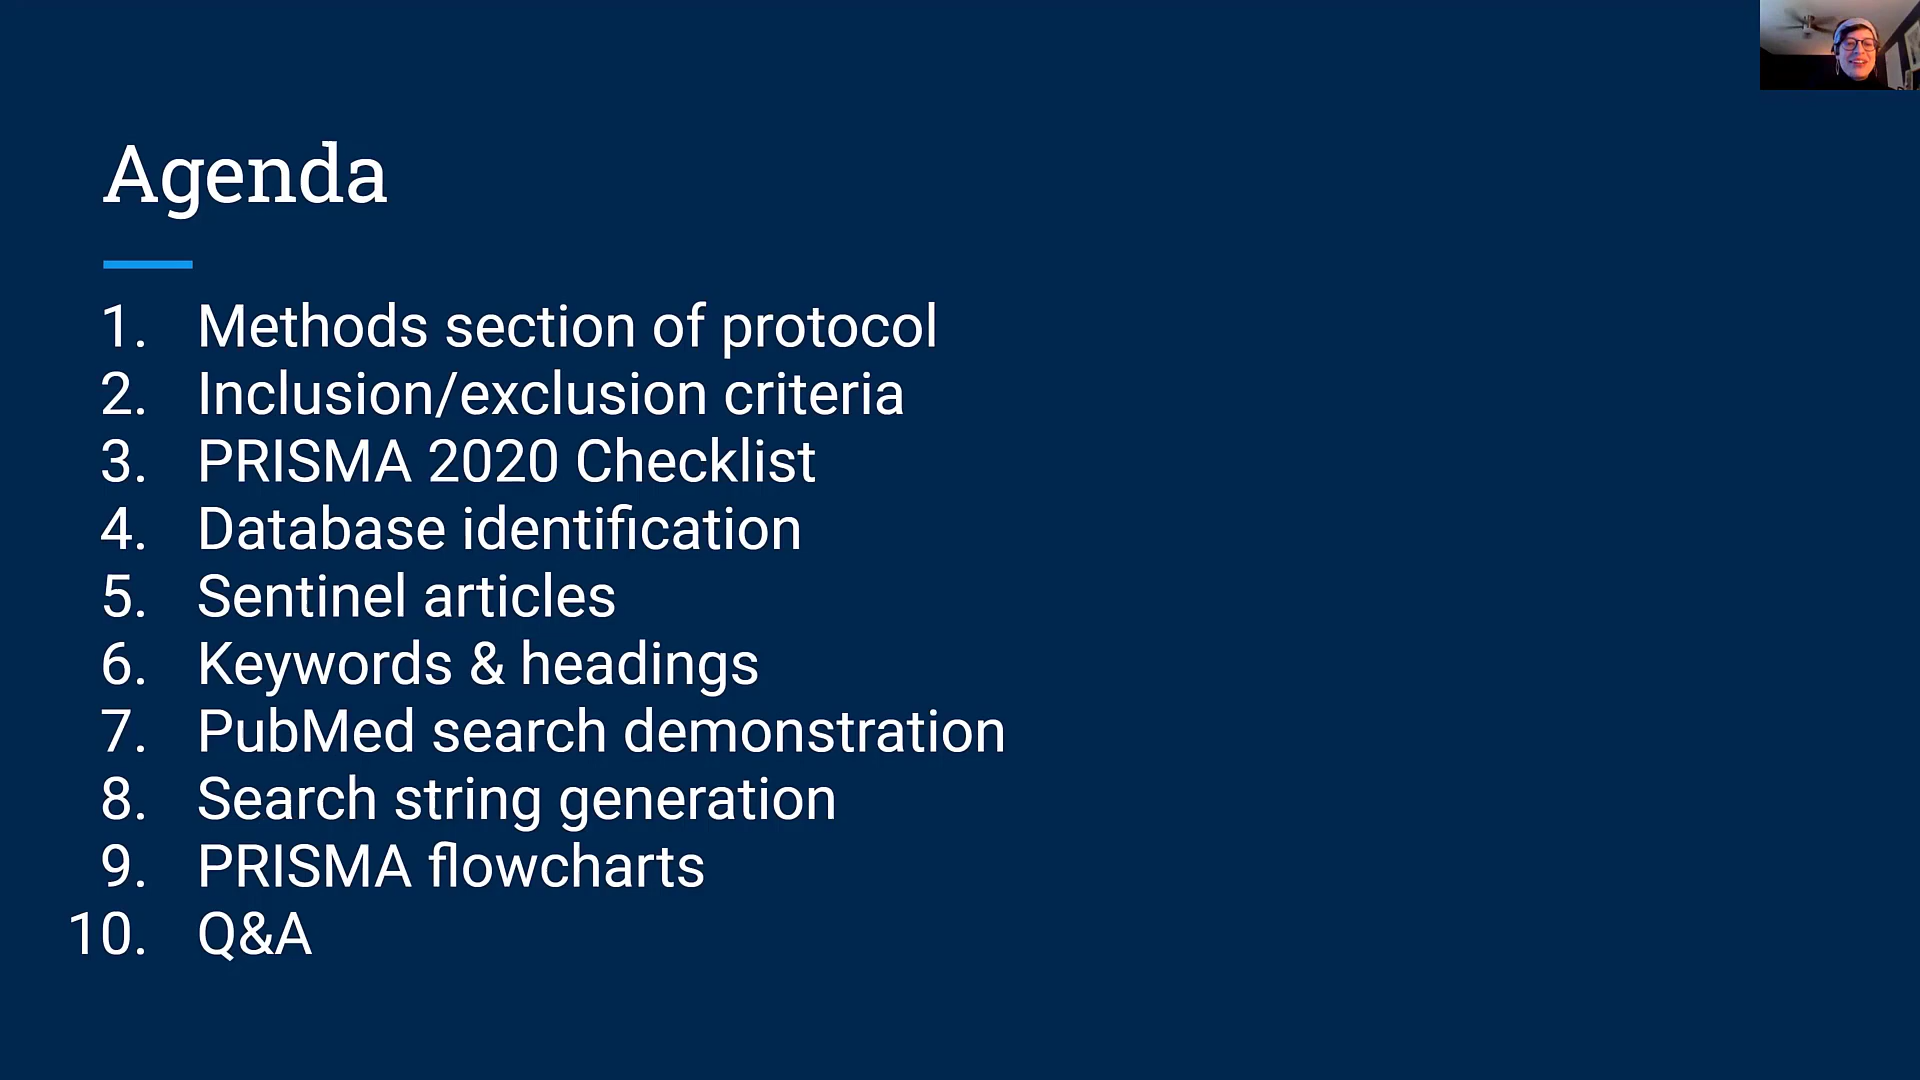 Agenda
1. Methods section of protocol
2. Inclusion/exclusion criteria
3. PRISMA 2020 Checklist
4. Database identification
5. Sentinel articles
6. Keywords & headings
7. PubMed search demonstration
8. Search string generation
9. PRISMA flowcharts
10. Q&A